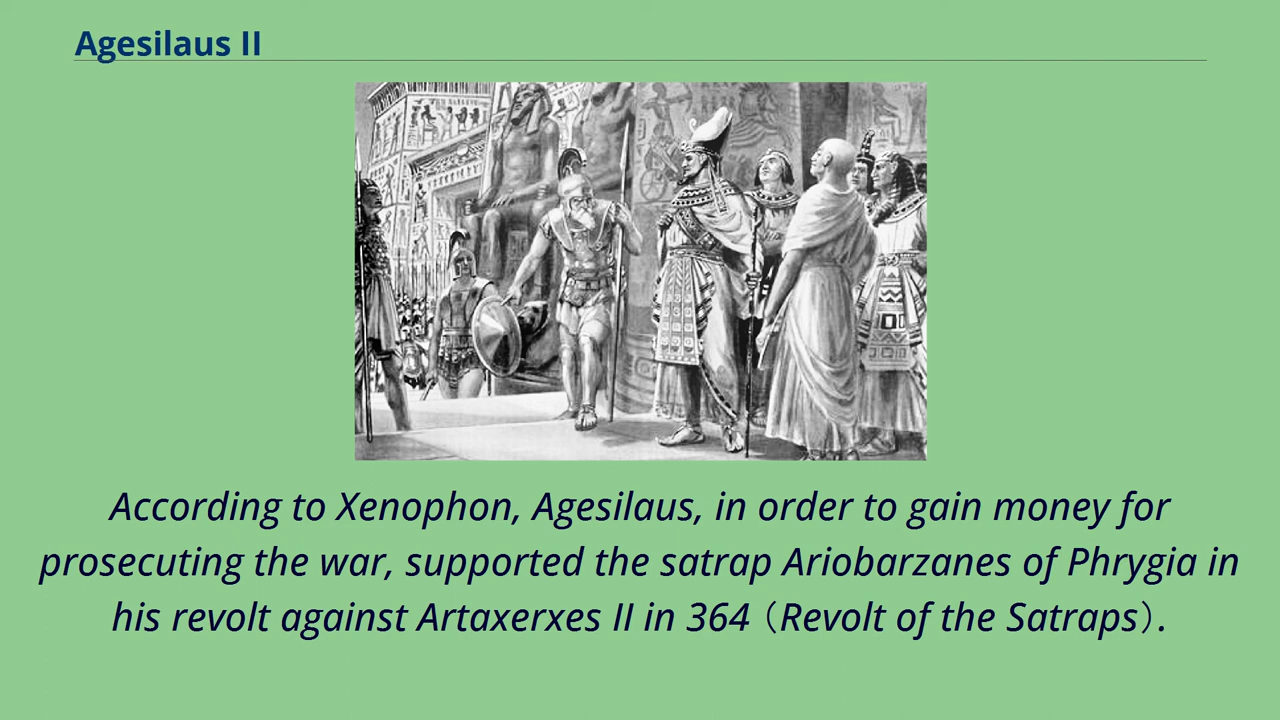 Agesilaus II
According to Xenophon, Agesilaus, in order to gain money for
prosecuting the war, supported the satrap Ariobarzanes of Phrygia in
his revolt against Artaxerxes II in 364（Revolt of the Satraps）.